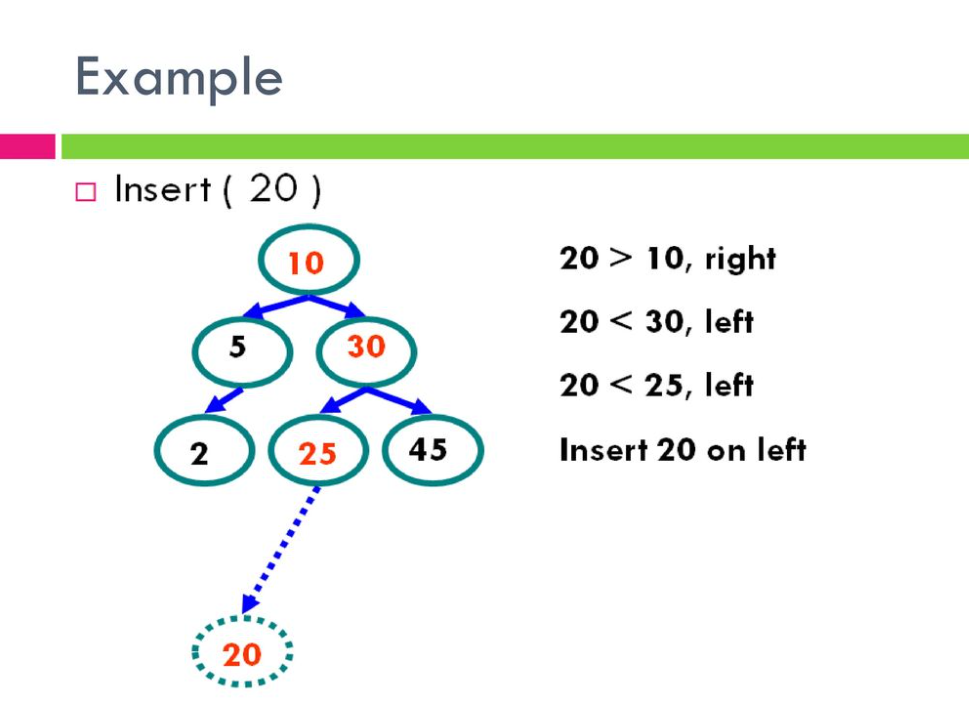 Example
Insert ( 20 )
10
5 30
2 25 45
20
20 > 10, right
20 < 30, left
20 < 25, left
Insert 20 on left